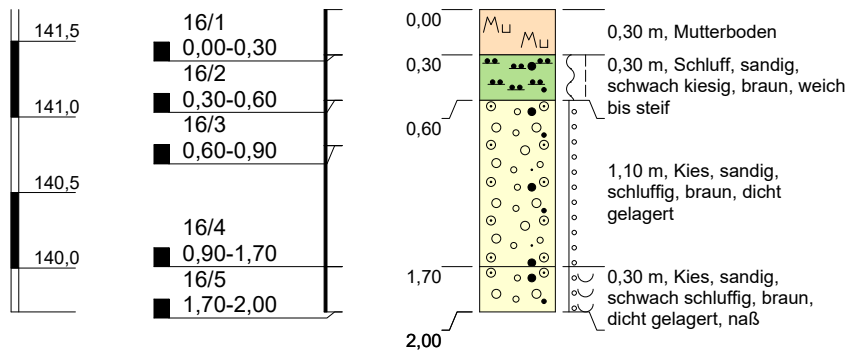 141,5
141,0
140,5
140,0
16/1
0,00-0,30
16/2
0,30-0,60
16/3
0,60-0,90
16/4
0,90-1,70
16/5
1,70-2,00
0,00
0,30
0,60
1,70
2,00
0,30 m, Mutterboden
0,30 m, Schluff, sandig,
schwach kiesig, braun, weich
bis steif
1,10 m, Kies, sandig,
schluffig, braun, dicht
gelagert
0,30 m, Kies, sandig,
schwach schluffig, braun,
dicht gelagert, naß